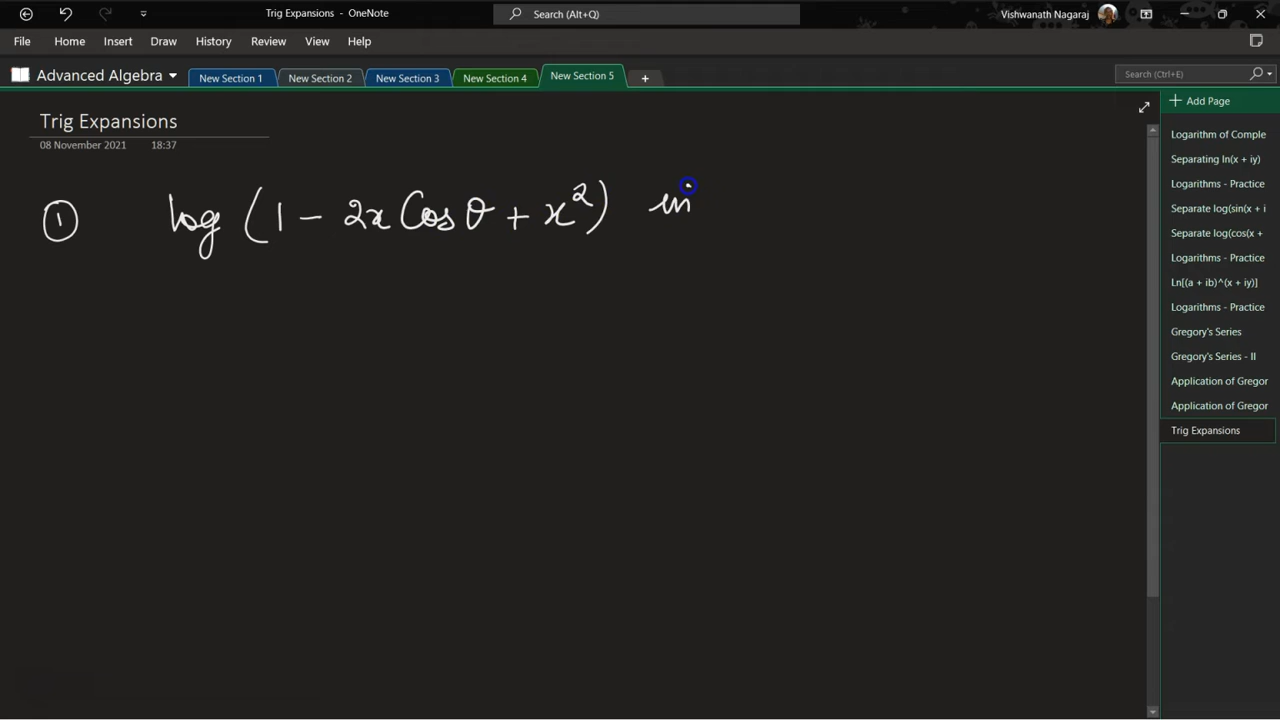 Trig Expansions - OneNote
Search (Alt+Q)
Vishwanath Nagaraj
File Home Insert Draw History Review View Help
Advanced Algebra
New Section 1 New Section 2 New Section 3 New Section 4 New Section 5 +
Search (Ctrl+E)
Trig Expansions
08 November 2021 18:37
① log (1 - 2x Cos θ + x²) in
Add Page
Logarithm of Comple
Separating ln(x + iy)
Logarithms - Practice
Separate log(sin(x + i
Separate log(cos(x +
Logarithms - Practice
Ln[(a + ib)^(x + iy)]
Logarithms - Practice
Gregory's Series
Gregory's Series - II
Application of Gregor
Application of Gregor
Trig Expansions